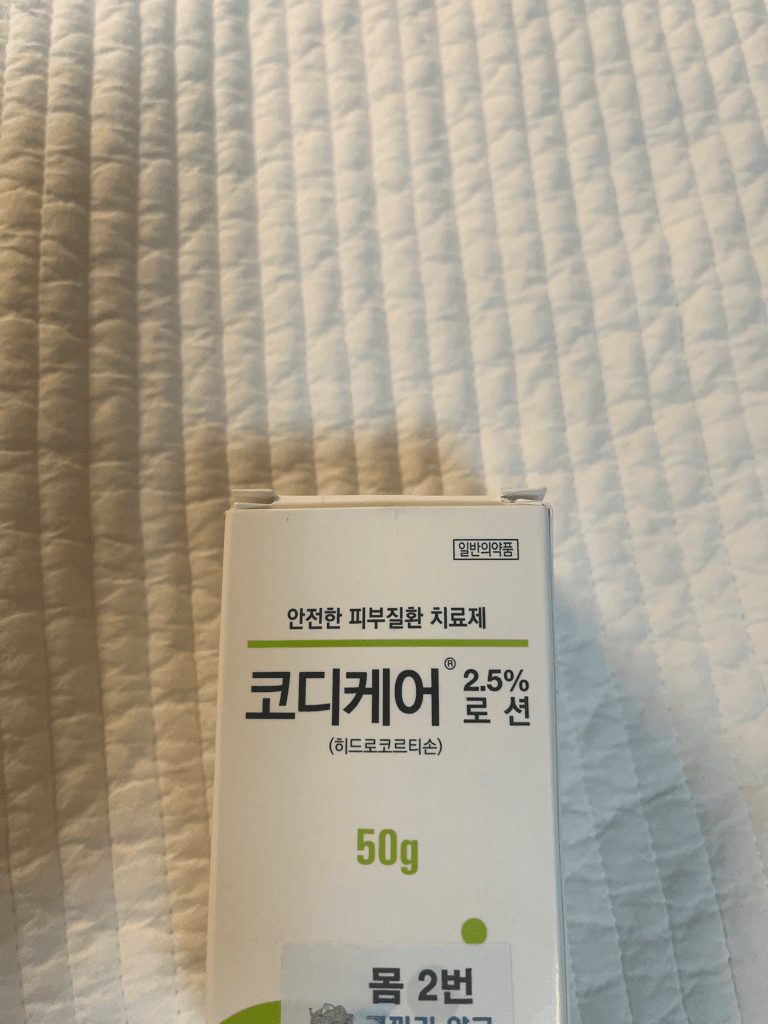 일반의약품
안전한 피부질환 치료제
코디케어® 2.5%
로션
(히드로코르티손)
50g
몸 2번